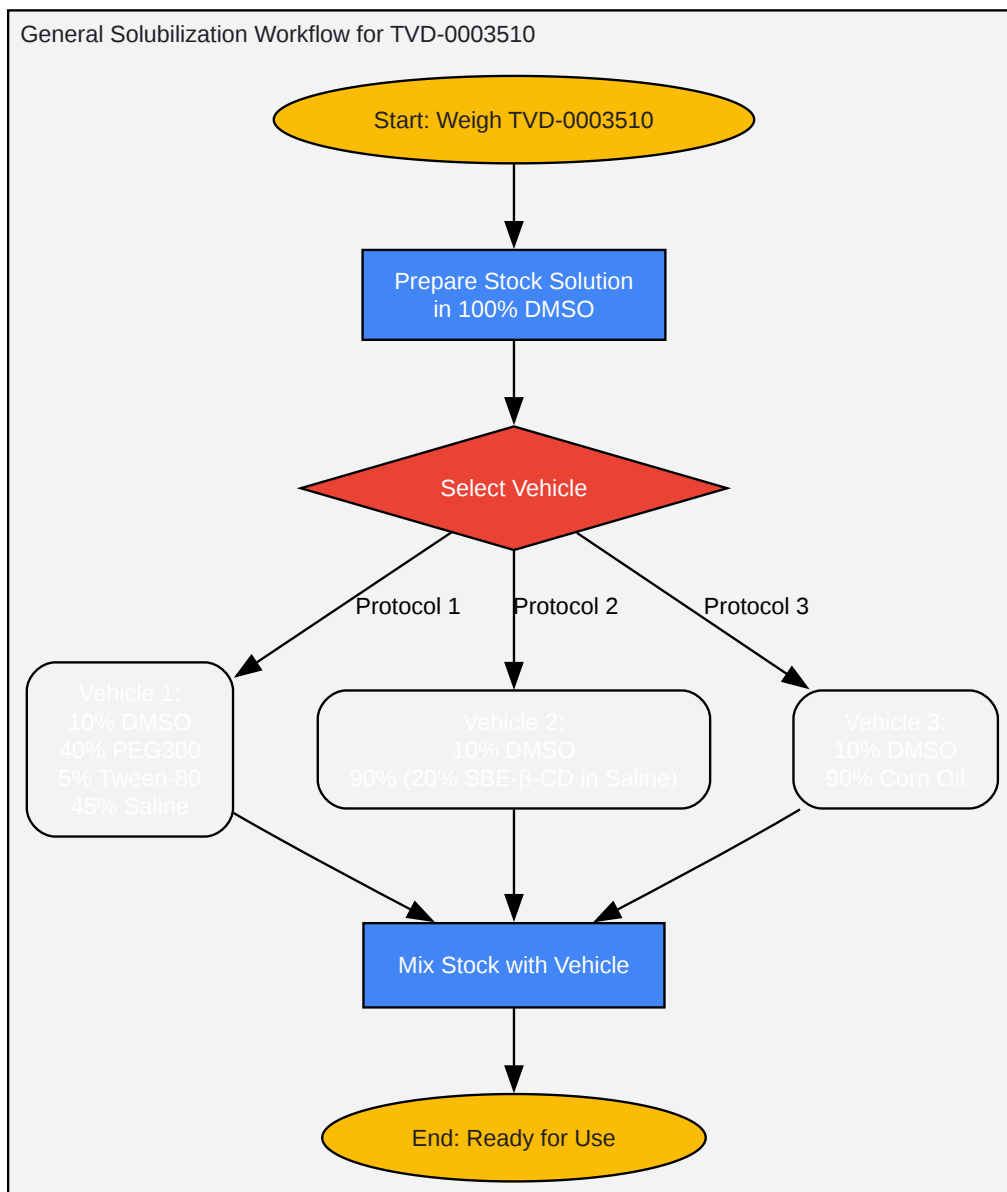 General Solubilization Workflow for TVD-0003510
Start: Weigh TVD-0003510
Prepare Stock Solution
in 100% DMSO
Select Vehicle
Protocol 1
Protocol 2
Protocol 3
Vehicle 1:
10% DMSO
40% PEG300
5% Tween-80
45% Saline
Vehicle 2:
10% DMSO
90% (20% SBE-β-CD in Saline)
Vehicle 3:
10% DMSO
90% Corn Oil
Mix Stock with Vehicle
End: Ready for Use